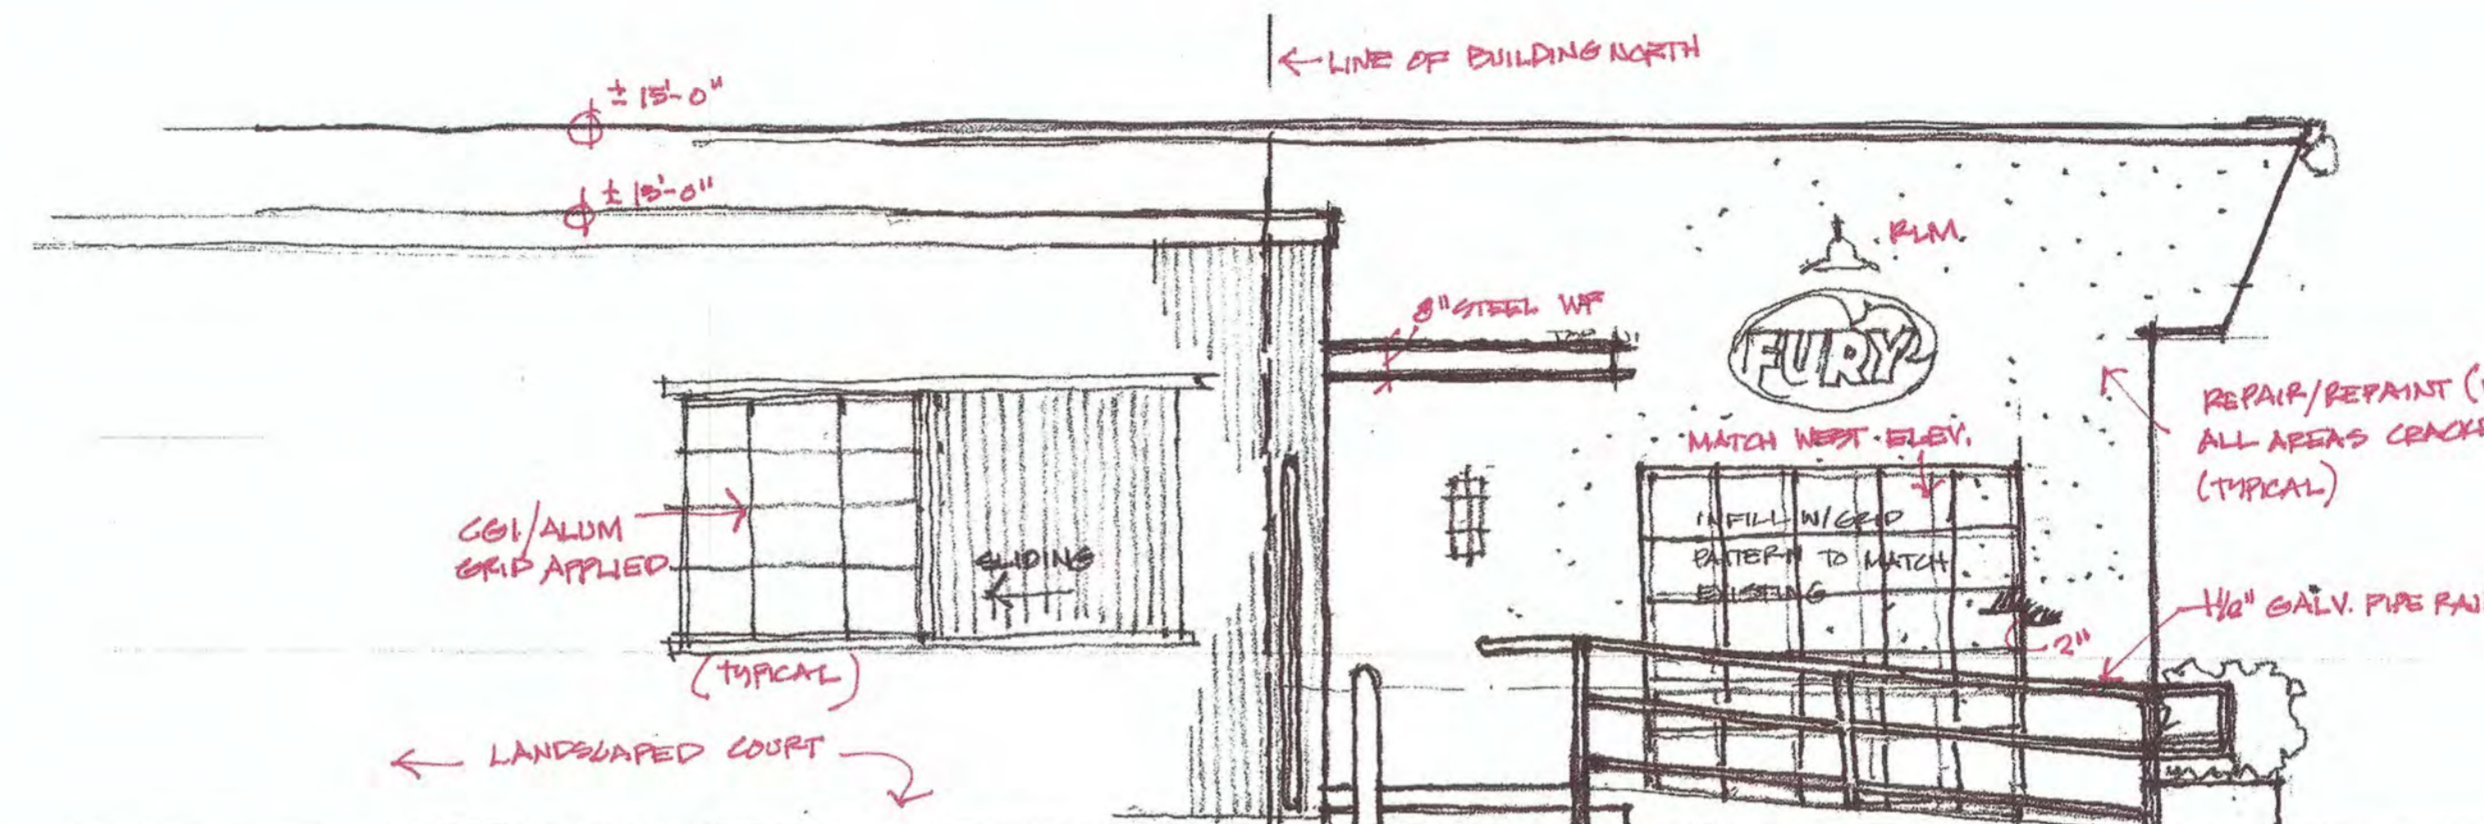 ←LINE OF BUILDING NORTH
± 15'-0"
± 13'-0"
RLM.
8" STEEL WF
FURY
REPAIR/REPAINT (
ALL AREAS CRACKE
(TYPICAL)
MATCH WEST ELEV.
INFILL W/GRID
PATTERN TO MATCH
EXISTING
CGI/ALUM
GRID APPLIED
SLIDING
1½" GALV. PIPE RAI
2"
(TYPICAL)
← LANDSCAPED COURT